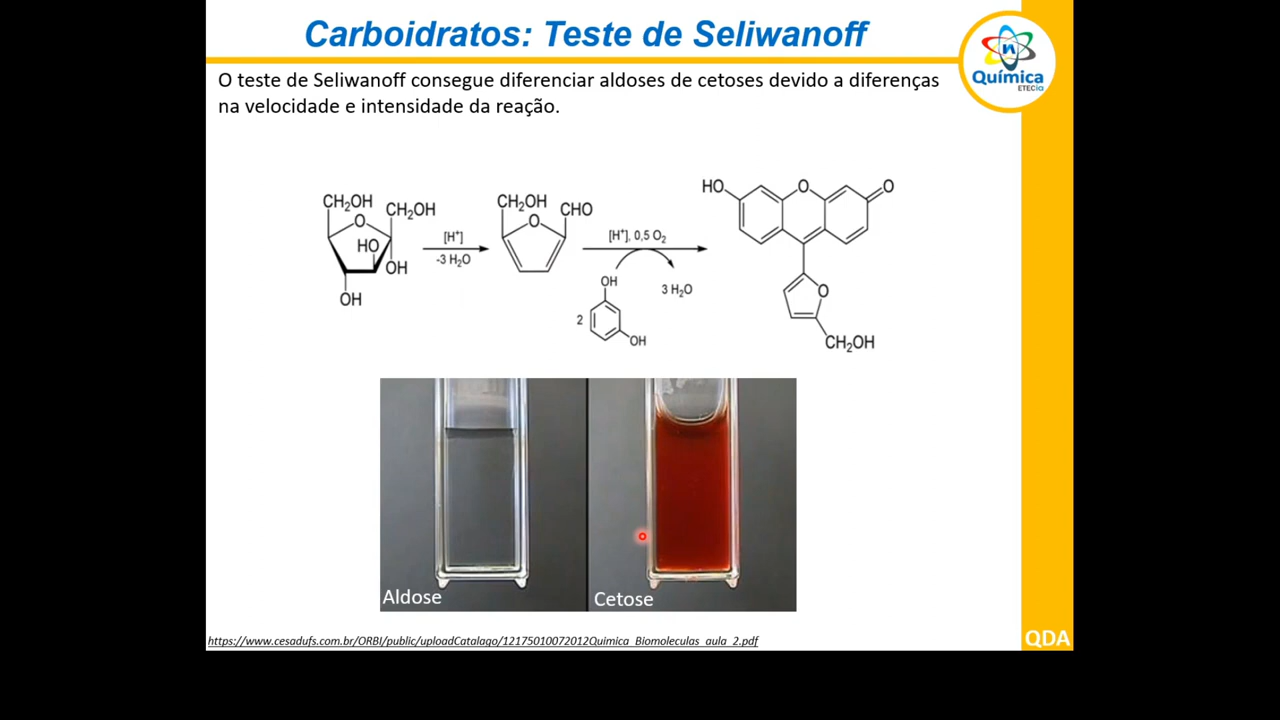 Carboidratos: Teste de Seliwanoff
Química
ETECia
O teste de Seliwanoff consegue diferenciar aldoses de cetoses devido a diferenças
na velocidade e intensidade da reação.
CH₂OH
CH₂OH
O
HO
OH
OH
[H⁺]
-3 H₂O
CH₂OH
CHO
O
[H⁺], 0,5 O₂
OH
2
OH
3 H₂O
HO
O
O
O
CH₂OH
Aldose
Cetose
https://www.cesadufs.com.br/ORBI/public/uploadCatalago/12175010072012Quimica_Biomoleculas_aula_2.pdf
QDA